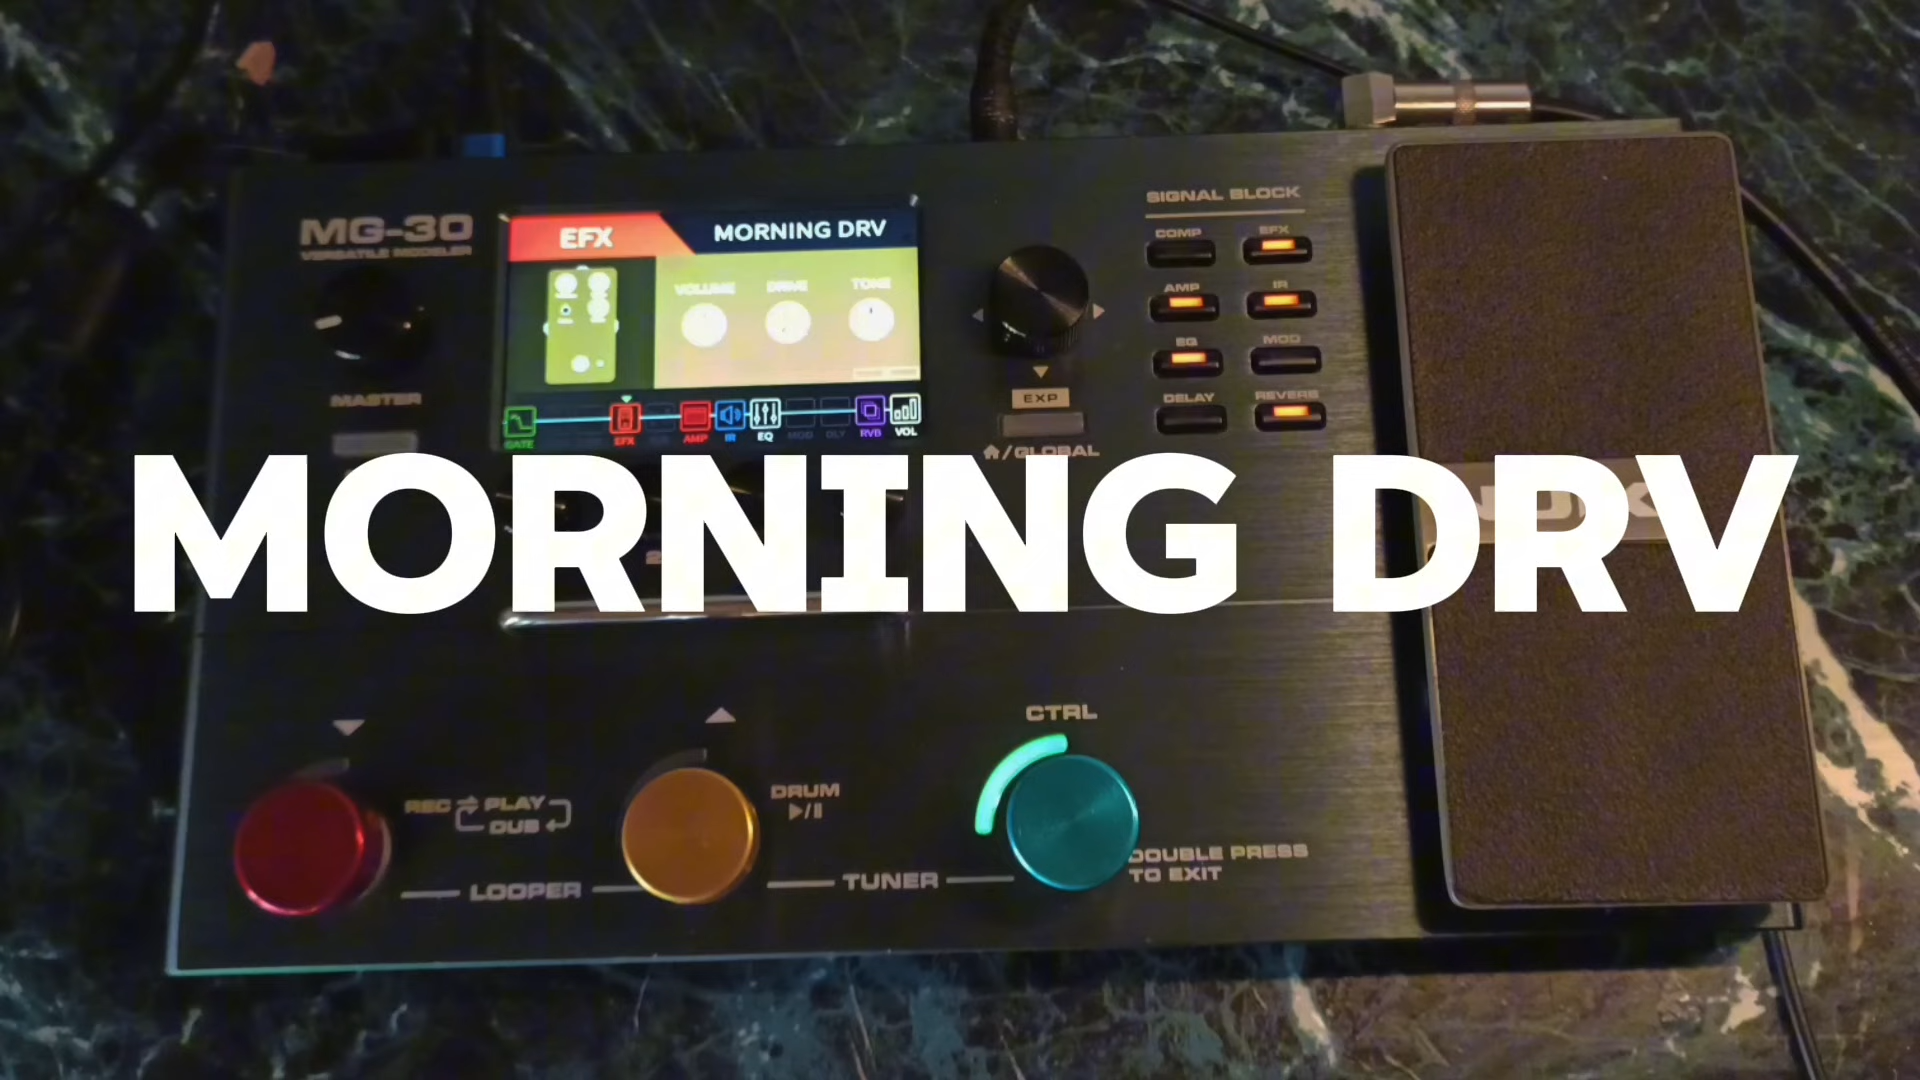 MG-30
VERSATILE MODELER
EFX
MORNING DRV
VOLUME
DRIVE
TONE
GATE
EFX
AMP
IR
EQ
MOD
DLY
RVB
VOL
MASTER
SIGNAL BLOCK
COMP
EFX
AMP
IR
EQ
MOD
DELAY
REVERB
EXP
/GLOBAL
MORNING DRV
CTRL
REC
PLAY
DUB
DRUM
LOOPER
TUNER
DOUBLE PRESS
TO EXIT